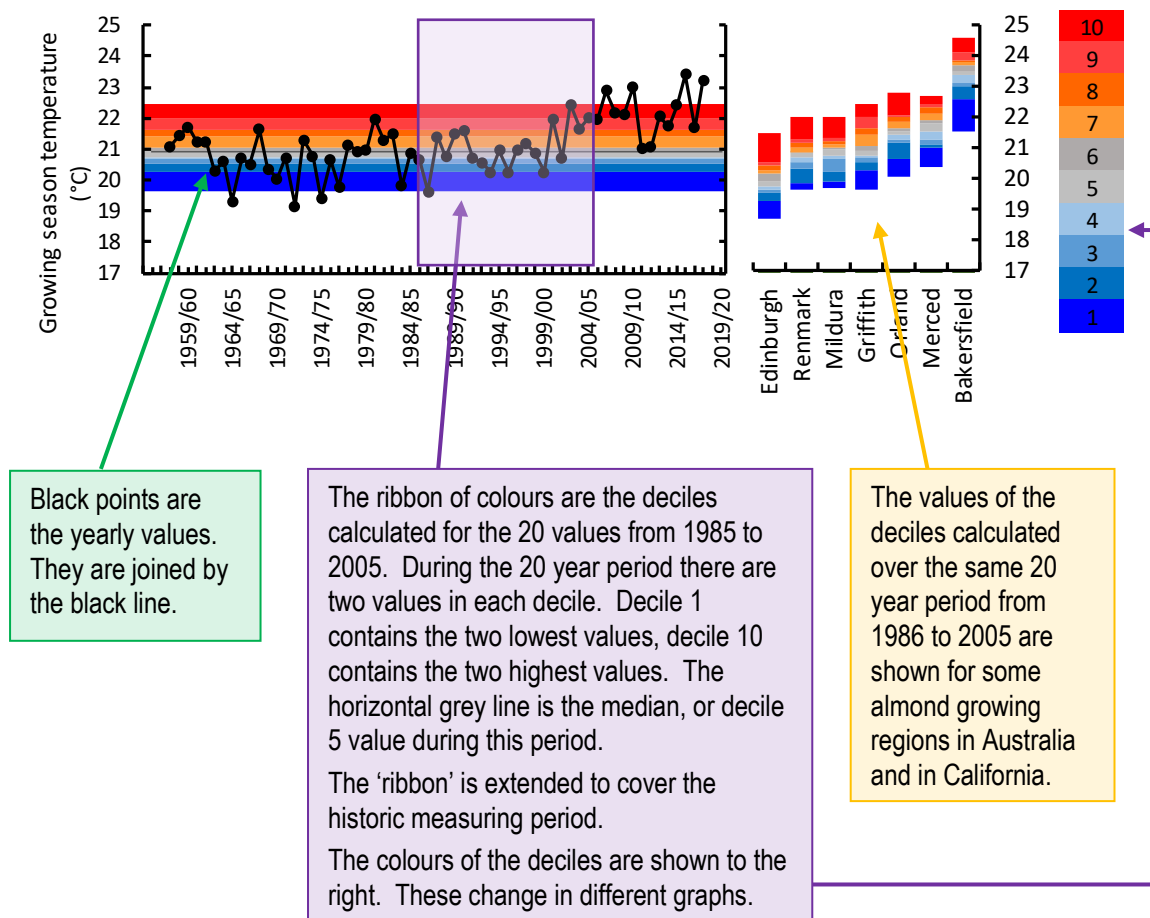 Growing season temperature
(°C)
25
24
23
22
21
20
19
18
17
1959/60
1964/65
1969/70
1974/75
1979/80
1984/85
1989/90
1994/95
1999/00
2004/05
2009/10
2014/15
2019/20
Edinburgh
Renmark
Mildura
Griffith
Orland
Merced
Bakersfield
25
24
23
22
21
20
19
18
17
10
9
8
7
6
5
4
3
2
1
Black points are
the yearly values.
They are joined by
the black line.
The ribbon of colours are the deciles
calculated for the 20 values from 1985 to
2005. During the 20 year period there are
two values in each decile. Decile 1
contains the two lowest values, decile 10
contains the two highest values. The
horizontal grey line is the median, or decile
5 value during this period.
The ‘ribbon’ is extended to cover the
historic measuring period.
The colours of the deciles are shown to the
right. These change in different graphs.
The values of the
deciles calculated
over the same 20
year period from
1986 to 2005 are
shown for some
almond growing
regions in Australia
and in California.